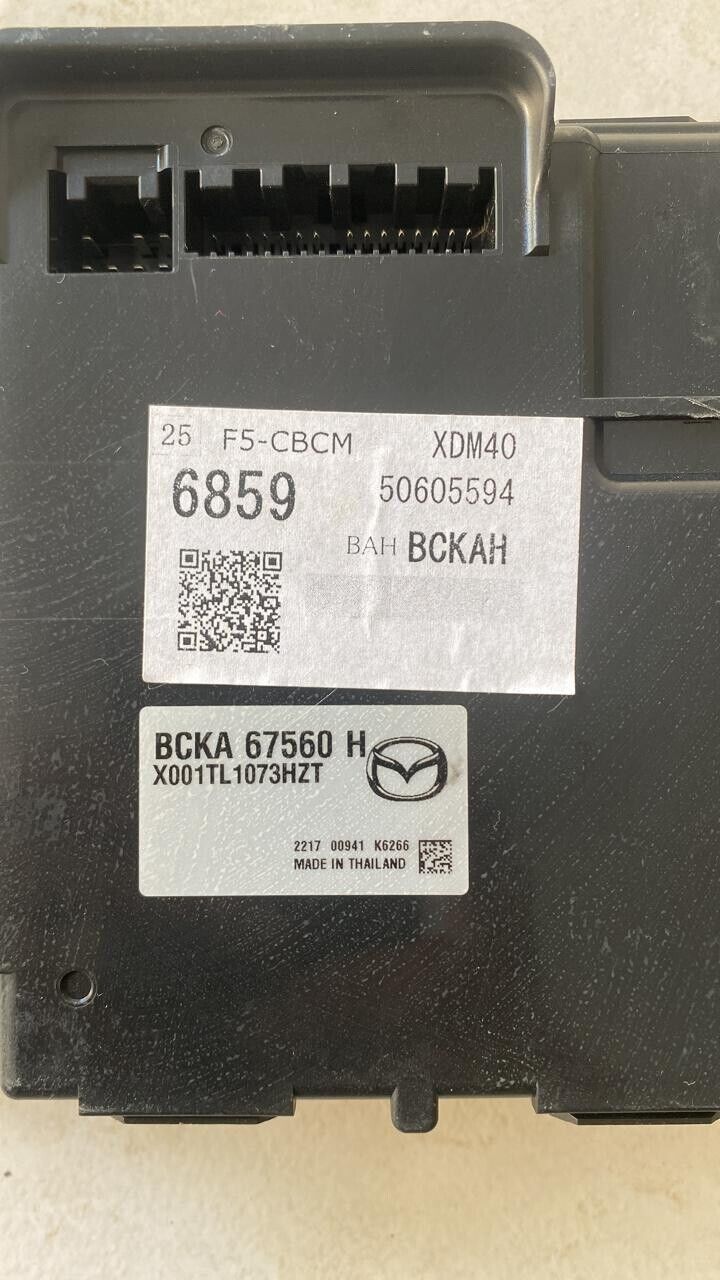 25 F5-CBCM XDM40
6859 50605594
BAH BCKAH
BCKA 67560 H
X001TL1073HZT
2217 00941 K6266
MADE IN THAILAND